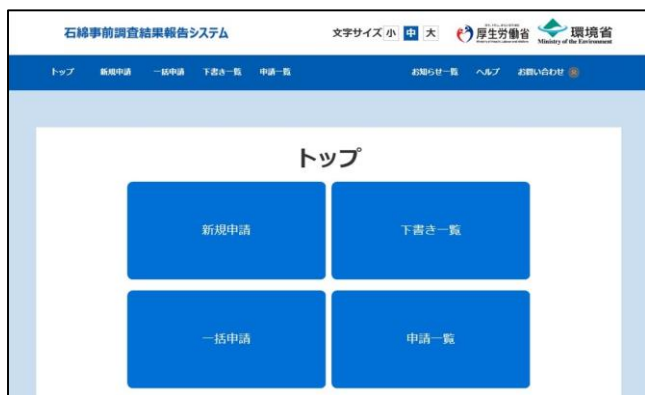 石綿事前調査結果報告システム 文字サイズ 小 中 大 厚生労働省 環境省
Ministry of the Environment
トップ 新規申請 一括申請 下書き一覧 申請一覧 お知らせ一覧 ヘルプ お問い合わせ
トップ
新規申請 下書き一覧
一括申請 申請一覧